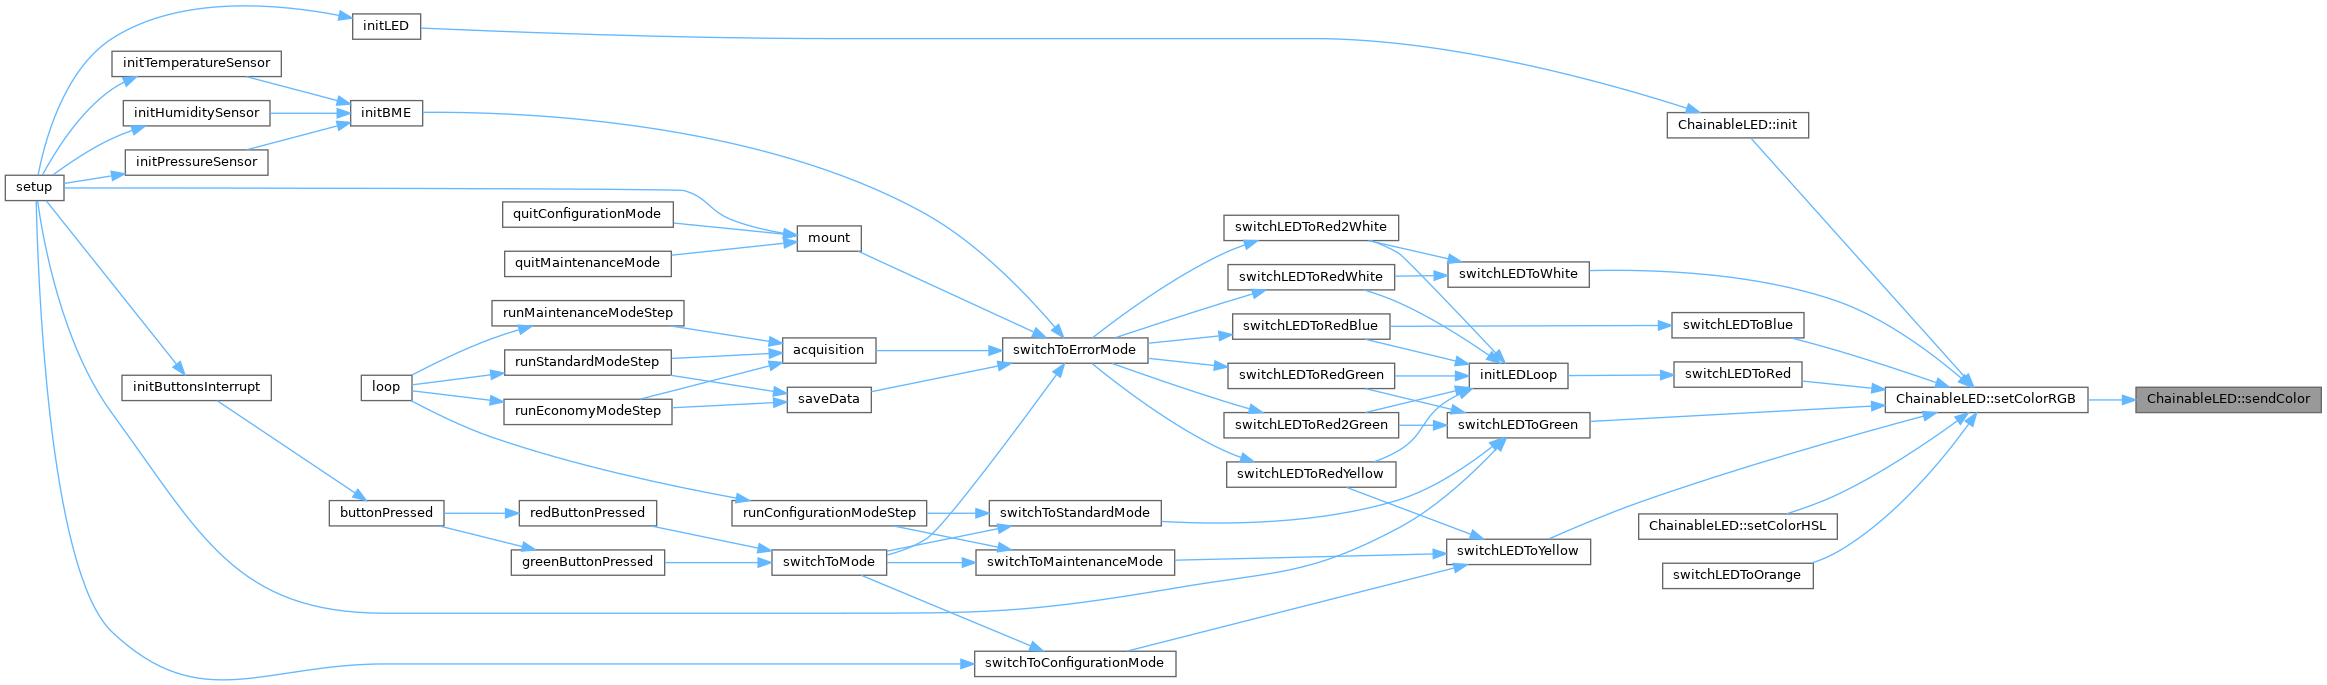 setup
initLED
initTemperatureSensor
initHumiditySensor
initPressureSensor
initBME
initButtonsInterrupt
loop
buttonPressed
quitConfigurationMode
quitMaintenanceMode
runMaintenanceModeStep
runStandardModeStep
runEconomyModeStep
redButtonPressed
greenButtonPressed
mount
acquisition
saveData
runConfigurationModeStep
switchToMode
switchToErrorMode
switchToStandardMode
switchToMaintenanceMode
switchToConfigurationMode
switchLEDToRed2White
switchLEDToRedWhite
switchLEDToRedBlue
switchLEDToRedGreen
switchLEDToRed2Green
switchLEDToRedYellow
switchLEDToWhite
initLEDLoop
switchLEDToGreen
switchLEDToYellow
ChainableLED::init
switchLEDToBlue
switchLEDToRed
ChainableLED::setColorHSL
switchLEDToOrange
ChainableLED::setColorRGB
ChainableLED::sendColor